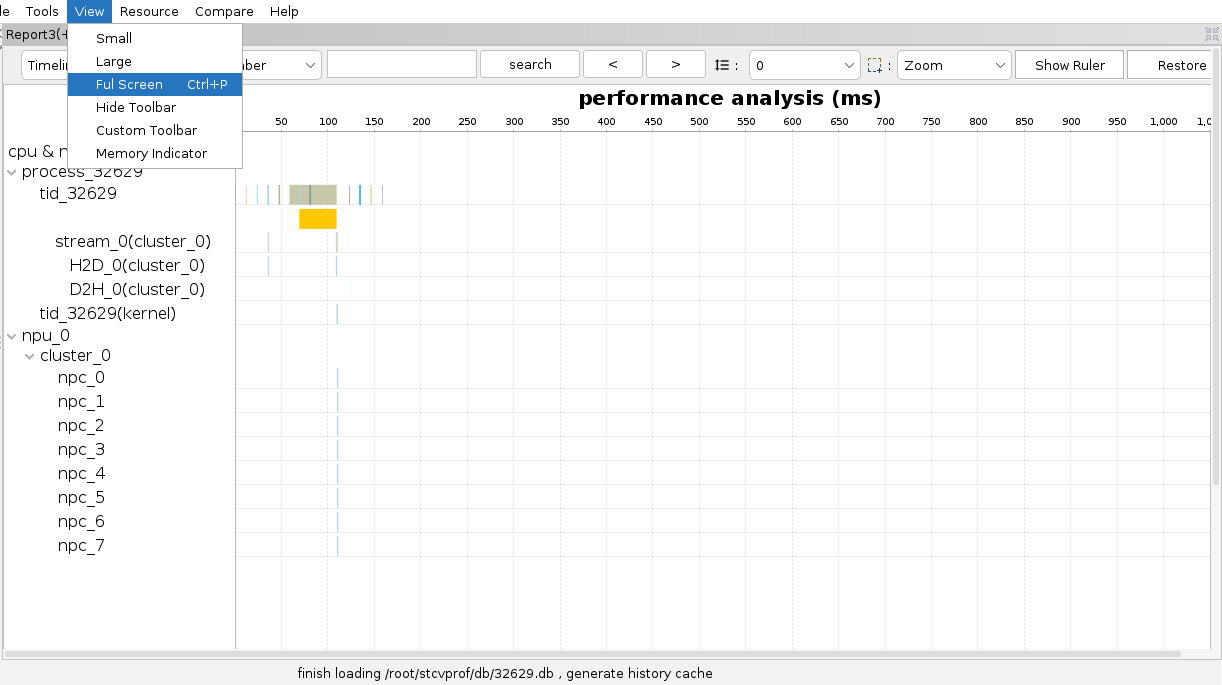 le Tools View Resource Compare Help
Report3(
Small
Large
Ful Screen Ctrl+P
Hide Toolbar
Custom Toolbar
Memory Indicator
Timelin ber search < > : 0 : Zoom Show Ruler Restore
performance analysis (ms)
50 100 150 200 250 300 350 400 450 500 550 600 650 700 750 800 850 900 950 1,000 1,0
cpu & n
process_32629
tid_32629
stream_0(cluster_0)
H2D_0(cluster_0)
D2H_0(cluster_0)
tid_32629(kernel)
npu_0
cluster_0
npc_0
npc_1
npc_2
npc_3
npc_4
npc_5
npc_6
npc_7
finish loading /root/stcvprof/db/32629.db , generate history cache